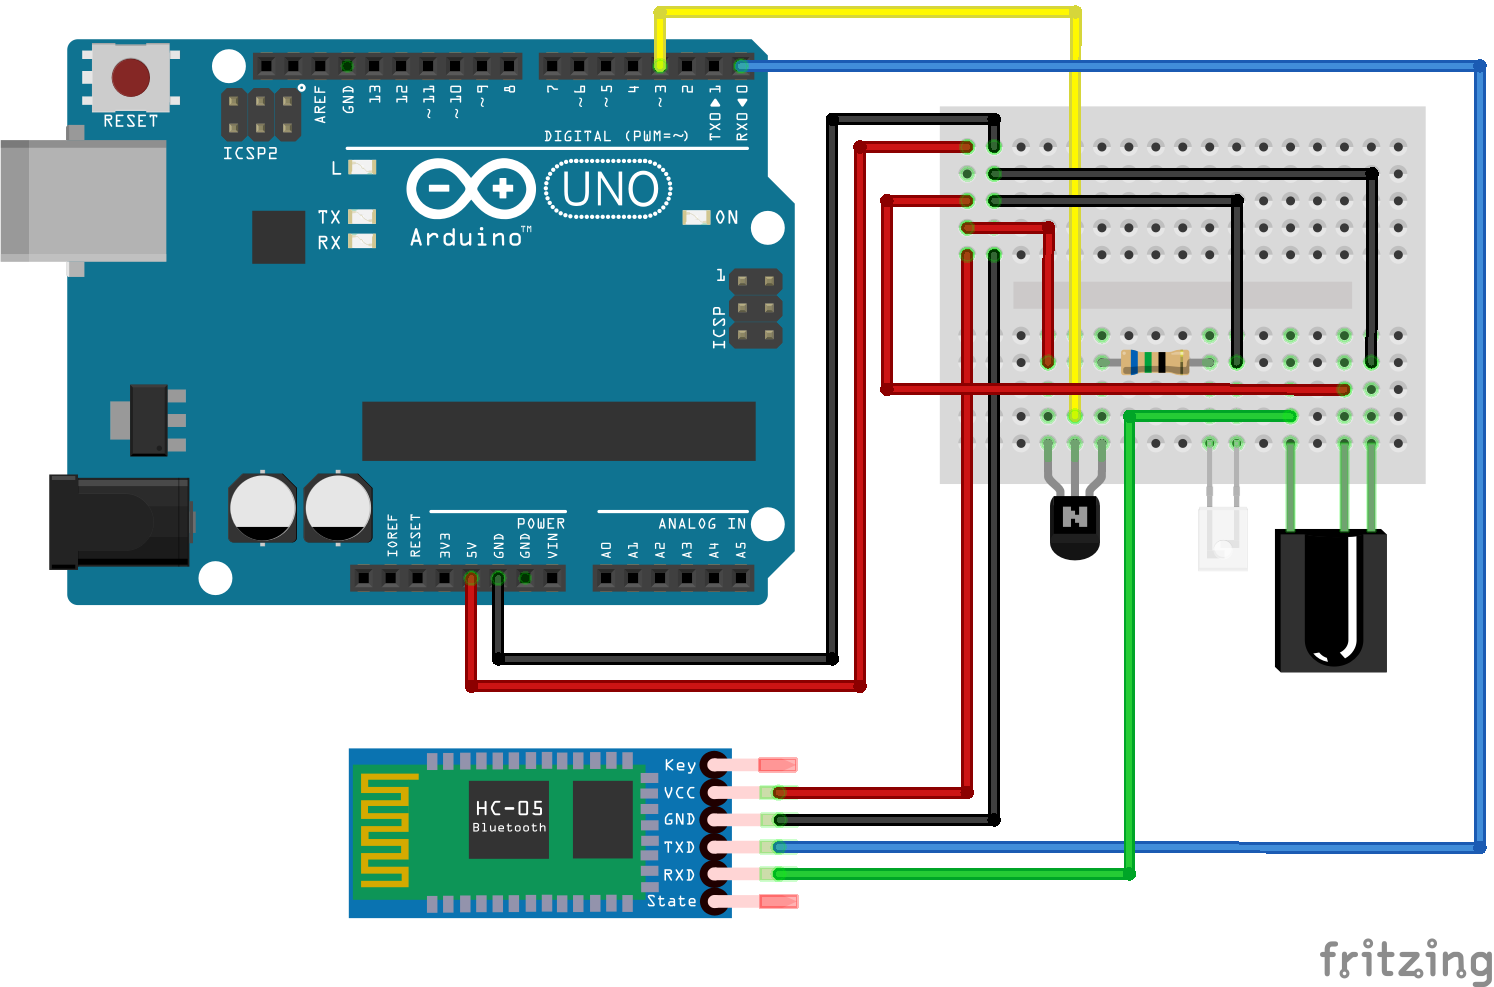 RESET
ICSP2
AREF
GND
13
12
~11
~10
~9
8
7
~6
~5
4
~3
2
TX0▶1
RX0◀0
DIGITAL (PWM=~)
L
TX
RX
UNO
Arduino™
ON
1
ICSP
IOREF
RESET
3V3
5V
GND
GND
VIN
POWER
ANALOG IN
A0
A1
A2
A3
A4
A5
N
HC-05
Bluetooth
Key
VCC
GND
TXD
RXD
State
fritzing